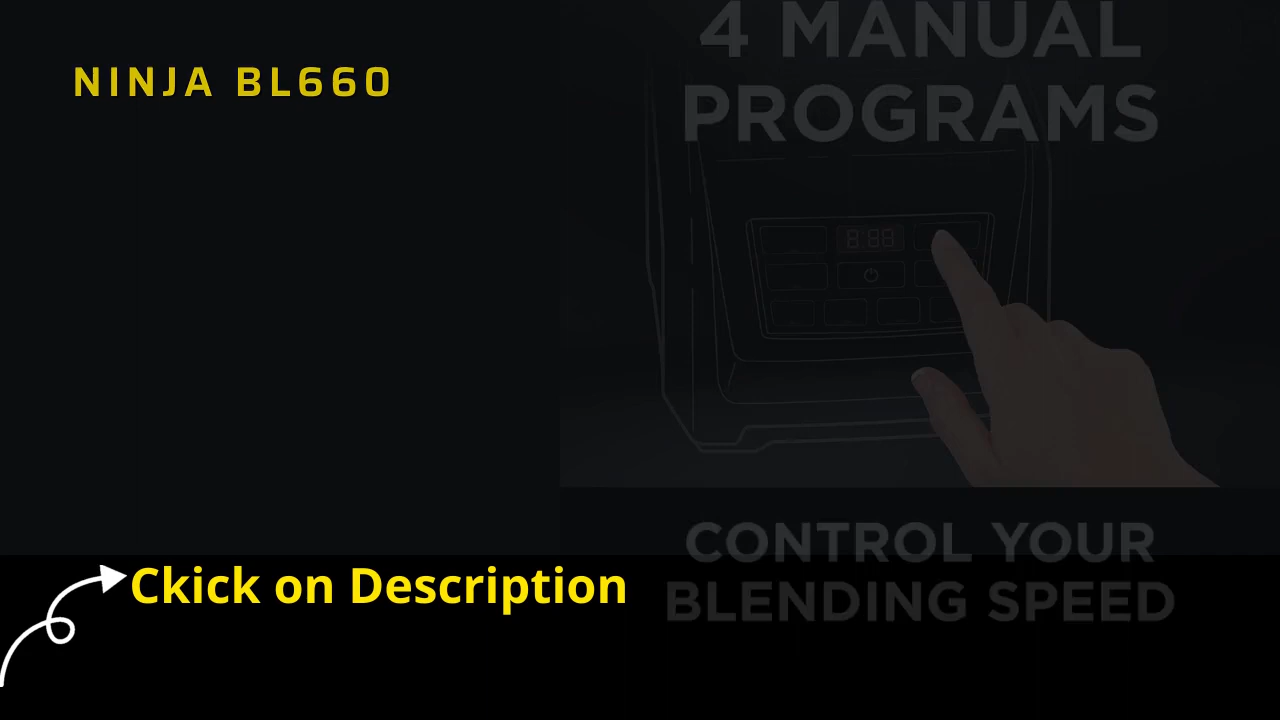 NINJA BL660
4 MANUAL
PROGRAMS
8:88
CONTROL YOUR
BLENDING SPEED
Ckick on Description